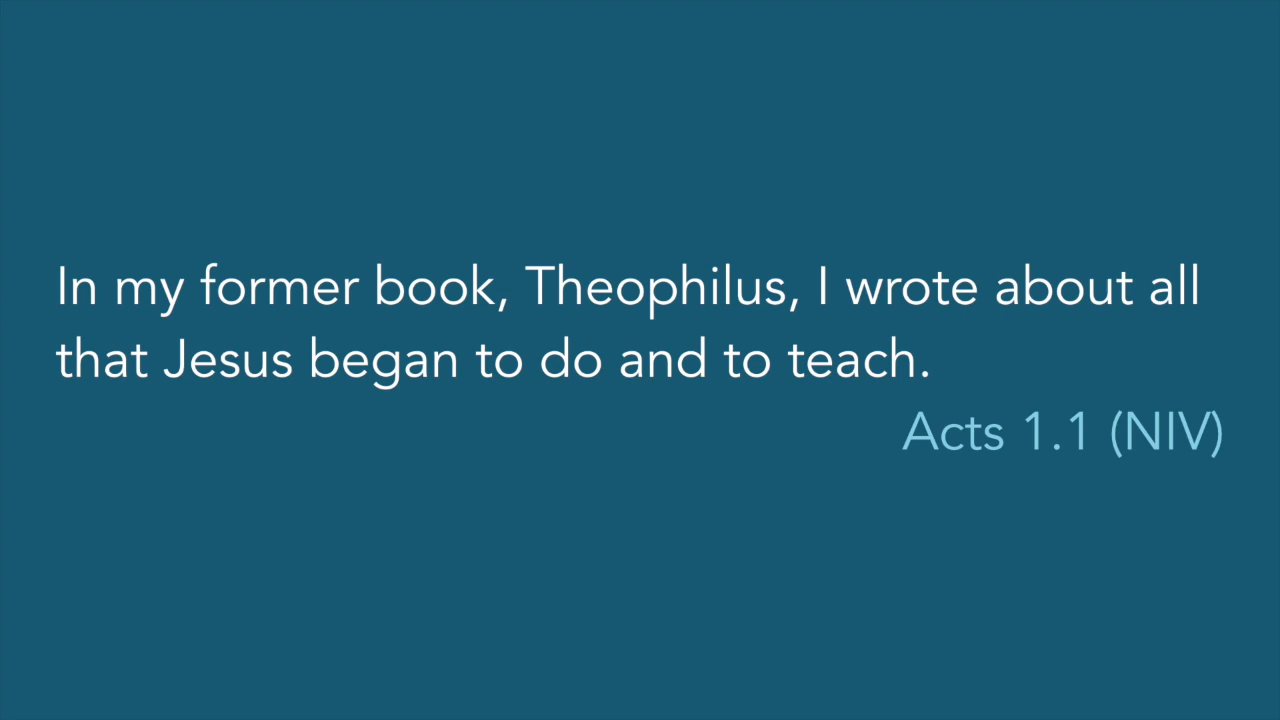 In my former book, Theophilus, I wrote about all
that Jesus began to do and to teach.
Acts 1.1 (NIV)